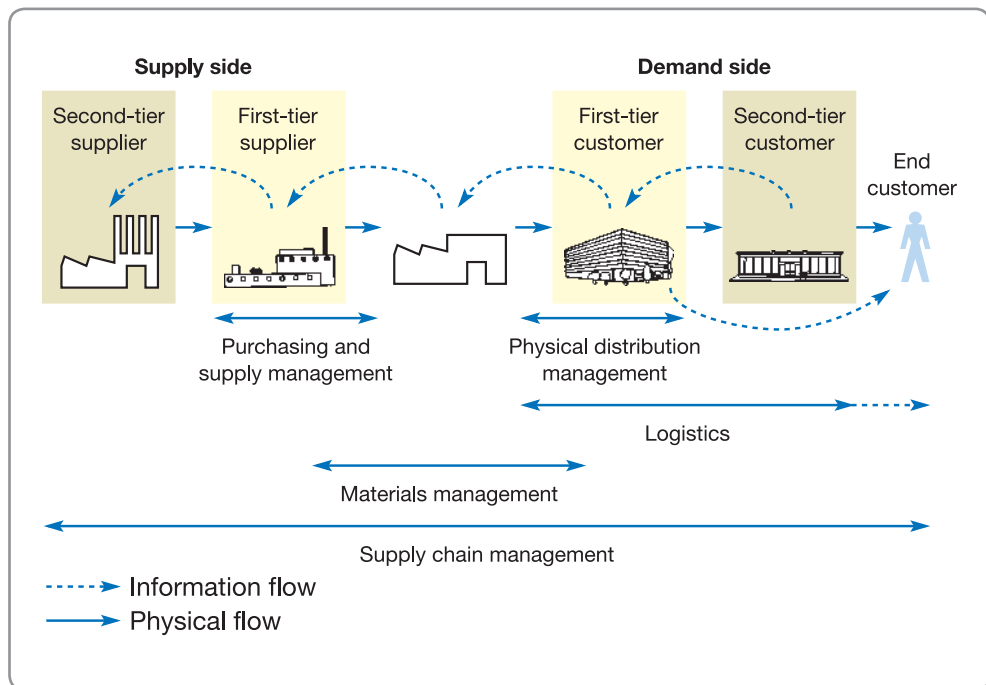 Supply side
Demand side
Second-tier
supplier
First-tier
supplier
First-tier
customer
Second-tier
customer
End
customer
Purchasing and
supply management
Physical distribution
management
Logistics
Materials management
Supply chain management
Information flow
Physical flow